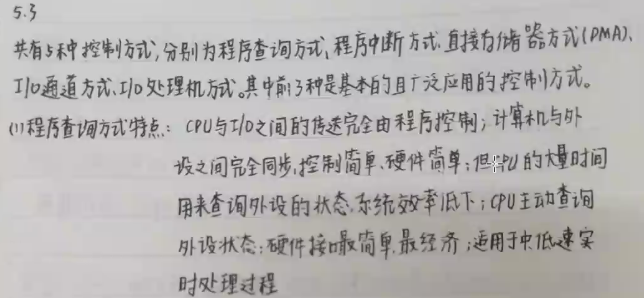 5.3
共有5种控制方式,分别为程序查询方式,程序中断方式.直接存储器方式(DMA)、
I/O通道方式、I/O处理机方式。其中前3种是基本的且广泛应用的控制方式。
(1)程序查询方式特点：CPU与I/O之间的传送完全由程序控制；计算机与外
设之间完全同步,控制简单、硬件简单；但CPU的大量时间
用来查询外设的状态,系统效率低下；CPU主动查询
外设状态；硬件接口最简单、最经济；适用于中低速实
时处理过程